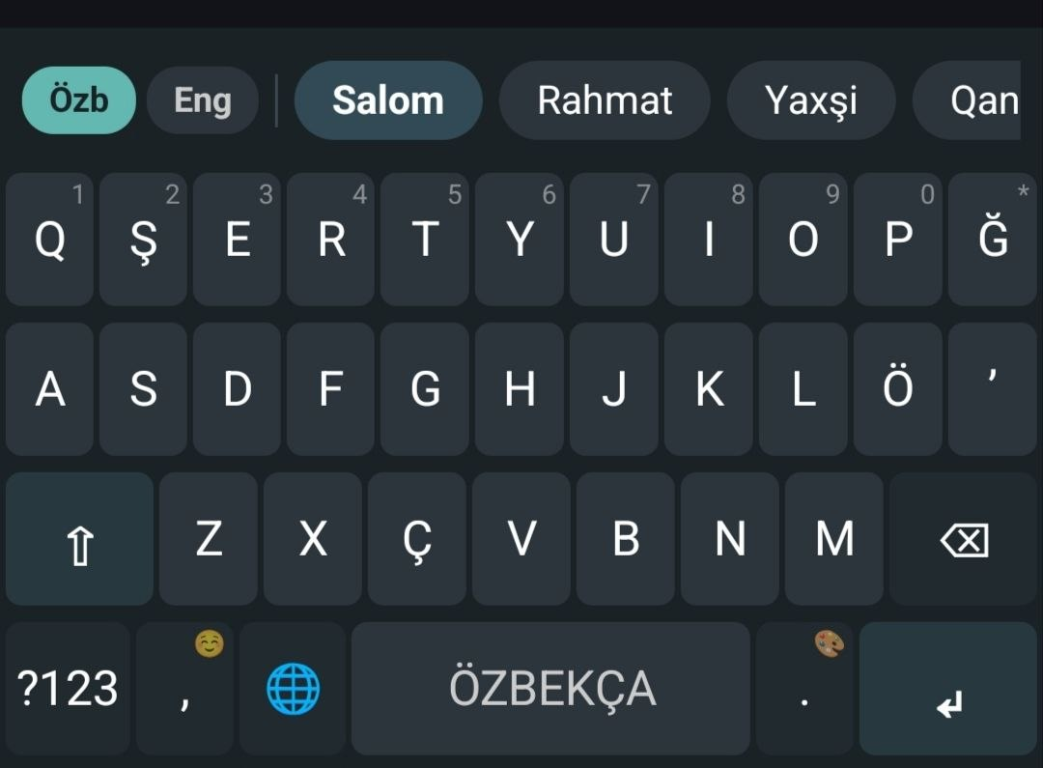 Özb Eng Salom Rahmat Yaxşi Qan
1 2 3 4 5 6 7 8 9 0 *
Q Ş E R T Y U I O P Ğ
A S D F G H J K L Ö ʼ
Z X Ç V B N M
?123 , ÖZBEKÇA .